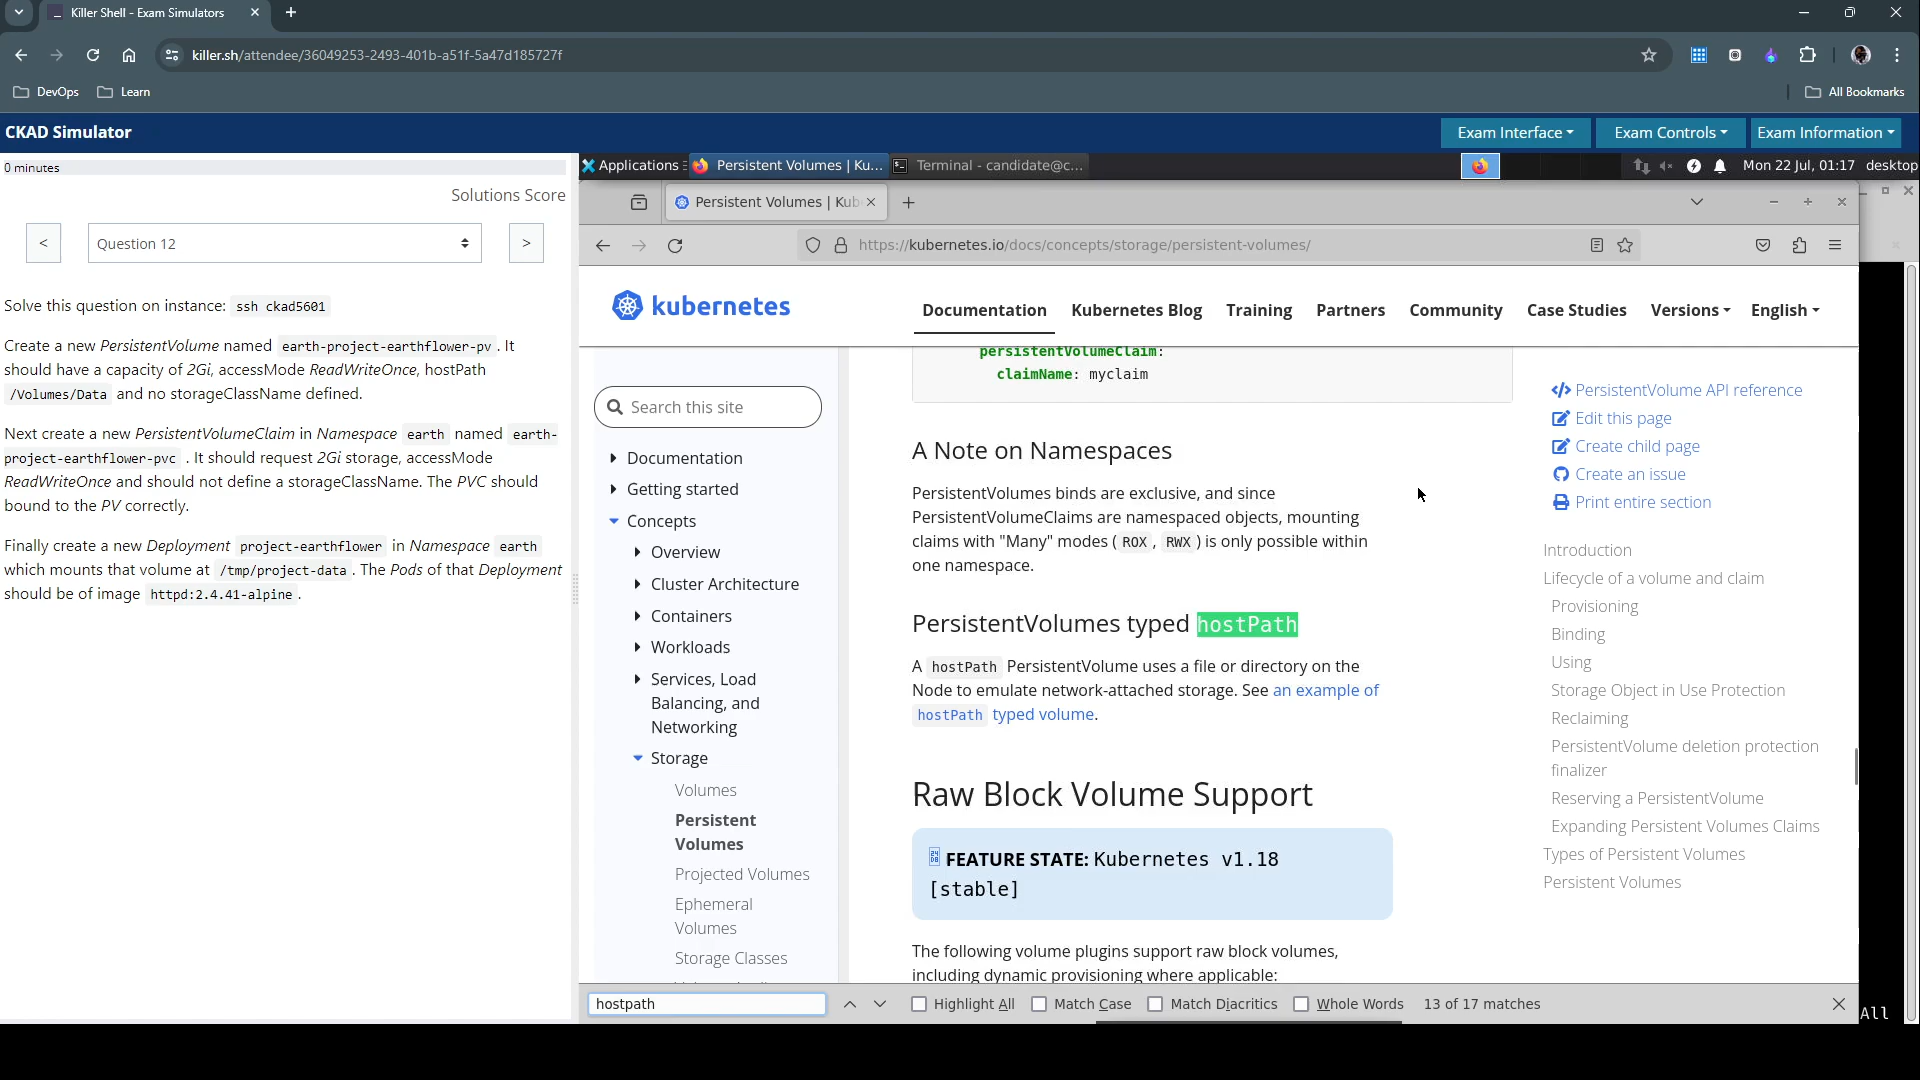 Killer Shell - Exam Simulators
killer.sh/attendee/36049253-2493-401b-a51f-5a47d185727f
DevOps
Learn
All Bookmarks
CKAD Simulator
Exam Interface
Exam Controls
Exam Information
0 minutes
Solutions Score
<
Question 12
>
Solve this question on instance: ssh ckad5601
Create a new PersistentVolume named earth-project-earthflower-pv . It
should have a capacity of 2Gi, accessMode ReadWriteOnce, hostPath
/Volumes/Data and no storageClassName defined.
Next create a new PersistentVolumeClaim in Namespace earth named earth-
project-earthflower-pvc . It should request 2Gi storage, accessMode
ReadWriteOnce and should not define a storageClassName. The PVC should
bound to the PV correctly.
Finally create a new Deployment project-earthflower in Namespace earth
which mounts that volume at /tmp/project-data . The Pods of that Deployment
should be of image httpd:2.4.41-alpine .
Applications
Persistent Volumes | Ku...
Terminal - candidate@c...
Mon 22 Jul, 01:17 desktop
Persistent Volumes | Kub
https://kubernetes.io/docs/concepts/storage/persistent-volumes/
kubernetes
Documentation
Kubernetes Blog
Training
Partners
Community
Case Studies
Versions
English
Search this site
Documentation
Getting started
Concepts
Overview
Cluster Architecture
Containers
Workloads
Services, Load
Balancing, and
Networking
Storage
Volumes
Persistent
Volumes
Projected Volumes
Ephemeral
Volumes
Storage Classes
persistentVolumeClaim:
claimName: myclaim
A Note on Namespaces
PersistentVolumes binds are exclusive, and since
PersistentVolumeClaims are namespaced objects, mounting
claims with "Many" modes ( ROX , RWX ) is only possible within
one namespace.
PersistentVolumes typed hostPath
A hostPath PersistentVolume uses a file or directory on the
Node to emulate network-attached storage. See an example of
hostPath typed volume.
Raw Block Volume Support
FEATURE STATE: Kubernetes v1.18
[stable]
The following volume plugins support raw block volumes,
including dynamic provisioning where applicable:
PersistentVolume API reference
Edit this page
Create child page
Create an issue
Print entire section
Introduction
Lifecycle of a volume and claim
Provisioning
Binding
Using
Storage Object in Use Protection
Reclaiming
PersistentVolume deletion protection
finalizer
Reserving a PersistentVolume
Expanding Persistent Volumes Claims
Types of Persistent Volumes
Persistent Volumes
hostpath
Highlight All
Match Case
Match Diacritics
Whole Words
13 of 17 matches
All